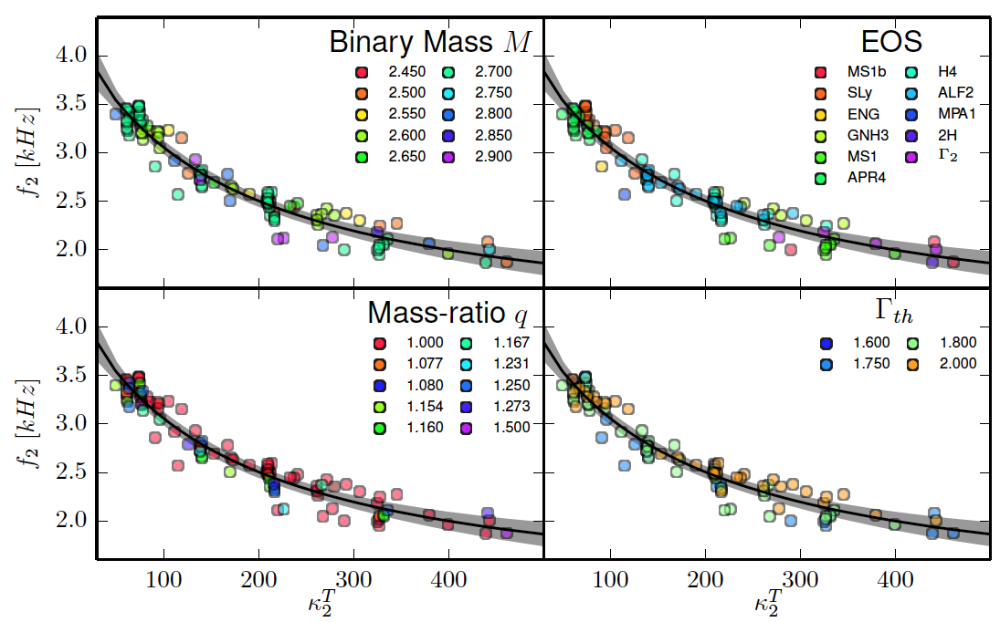 Binary Mass M
2.450 2.700
2.500 2.750
2.550 2.800
2.600 2.850
2.650 2.900
4.0
3.5
3.0
2.5
2.0
f2 [kHz]
EOS
MS1b H4
SLy ALF2
ENG MPA1
GNH3 2H
MS1 Γ2
APR4
Mass-ratio q
1.000 1.167
1.077 1.231
1.080 1.250
1.154 1.273
1.160 1.500
4.0
3.5
3.0
2.5
2.0
f2 [kHz]
100 200 300 400
κ₂ᵀ
Γth
1.600 1.800
1.750 2.000
100 200 300 400
κ₂ᵀ